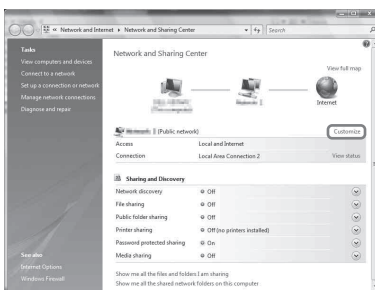 « Network and Internet ▸ Network and Sharing Center
Search
Tasks
View computers and devices
Connect to a network
Set up a connection or network
Manage network connections
Diagnose and repair
See also
Internet Options
Windows Firewall
Network and Sharing Center
View full map
Internet
(Public network)
Customize
Access Local and Internet
Connection Local Area Connection 2 View status
Sharing and Discovery
Network discovery Off
File sharing Off
Public folder sharing Off
Printer sharing Off (no printers installed)
Password protected sharing On
Media sharing Off
Show me all the files and folders I am sharing
Show me all the shared network folders on this computer